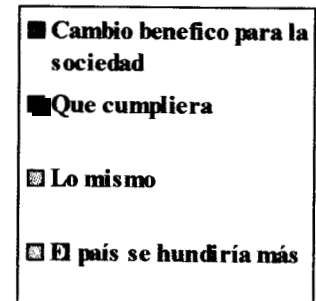 Cambio benefico para la
sociedad
Que cumpliera
Lo mismo
El país se hundiría más